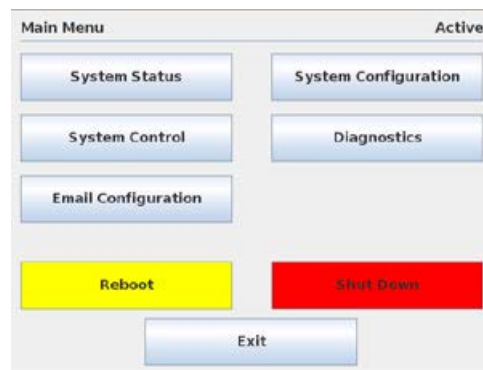 Main Menu Active
System Status System Configuration
System Control Diagnostics
Email Configuration
Reboot Shut Down
Exit